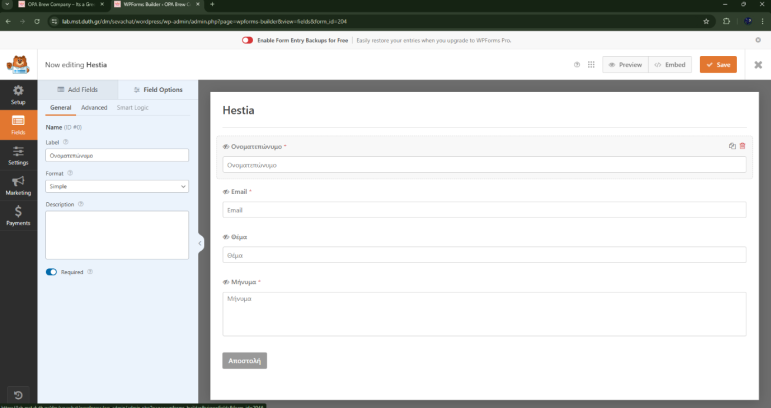 OPA Brew Company – Its a Gre
WPForms Builder ‹ OPA Brew C
lab.mst.duth.gr/dm/sevachat/wordpress/wp-admin/admin.php?page=wpforms-builder&view=fields&form_id=204
Enable Form Entry Backups for Free | Easily restore your entries when you upgrade to WPForms Pro.
Now editing Hestia
Preview
Embed
Save
Setup
Fields
Settings
Marketing
Payments
Add Fields
Field Options
General
Advanced
Smart Logic
Name (ID #0)
Label
Ονοματεπώνυμο
Format
Simple
Description
Required
Hestia
Ονοματεπώνυμο *
Ονοματεπώνυμο
Email *
Email
Θέμα
Θέμα
Μήνυμα *
Μήνυμα
Αποστολή